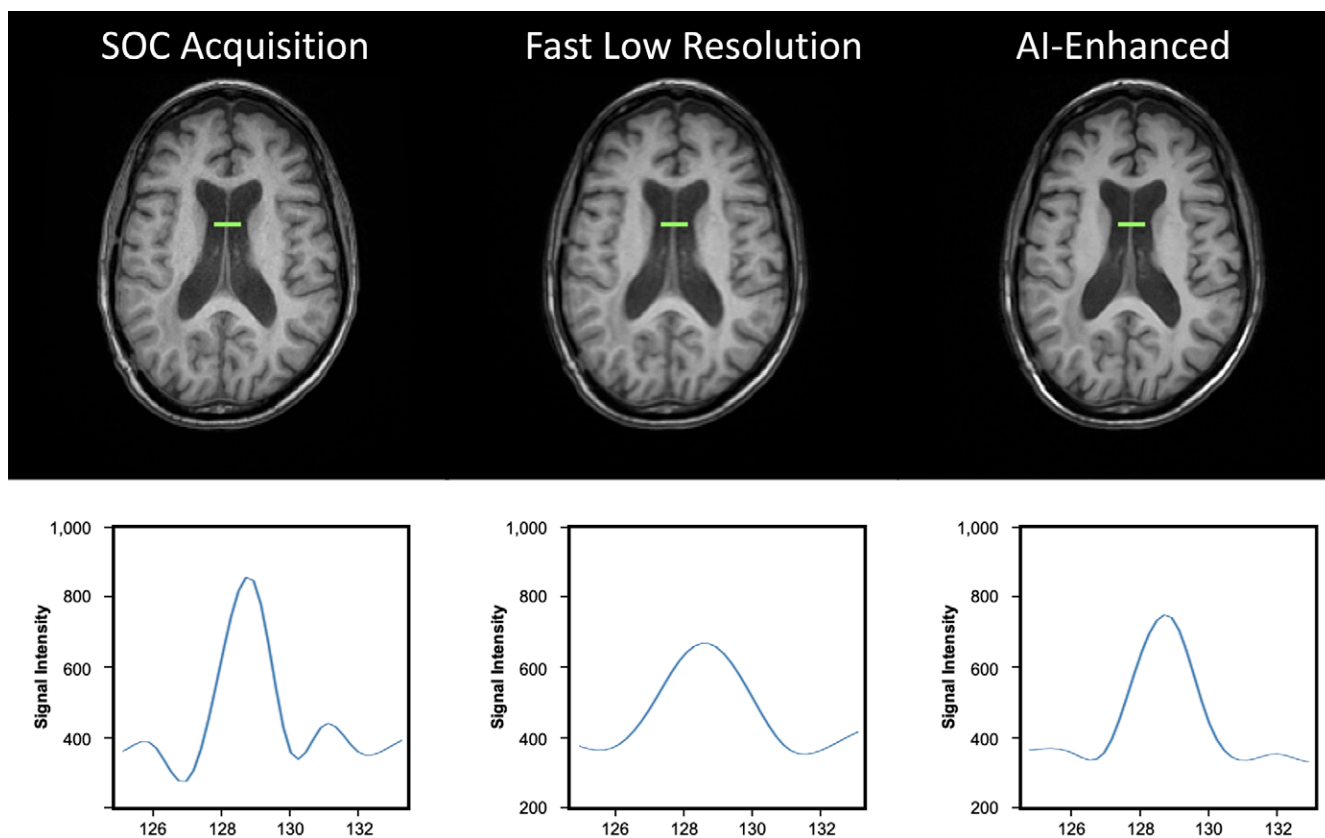 SOC Acquisition
Fast Low Resolution
AI-Enhanced
1,000
800
600
400
Signal Intensity
126 128 130 132
1,000
800
600
400
200
Signal Intensity
126 128 130 132
1,000
800
600
400
200
Signal Intensity
126 128 130 132